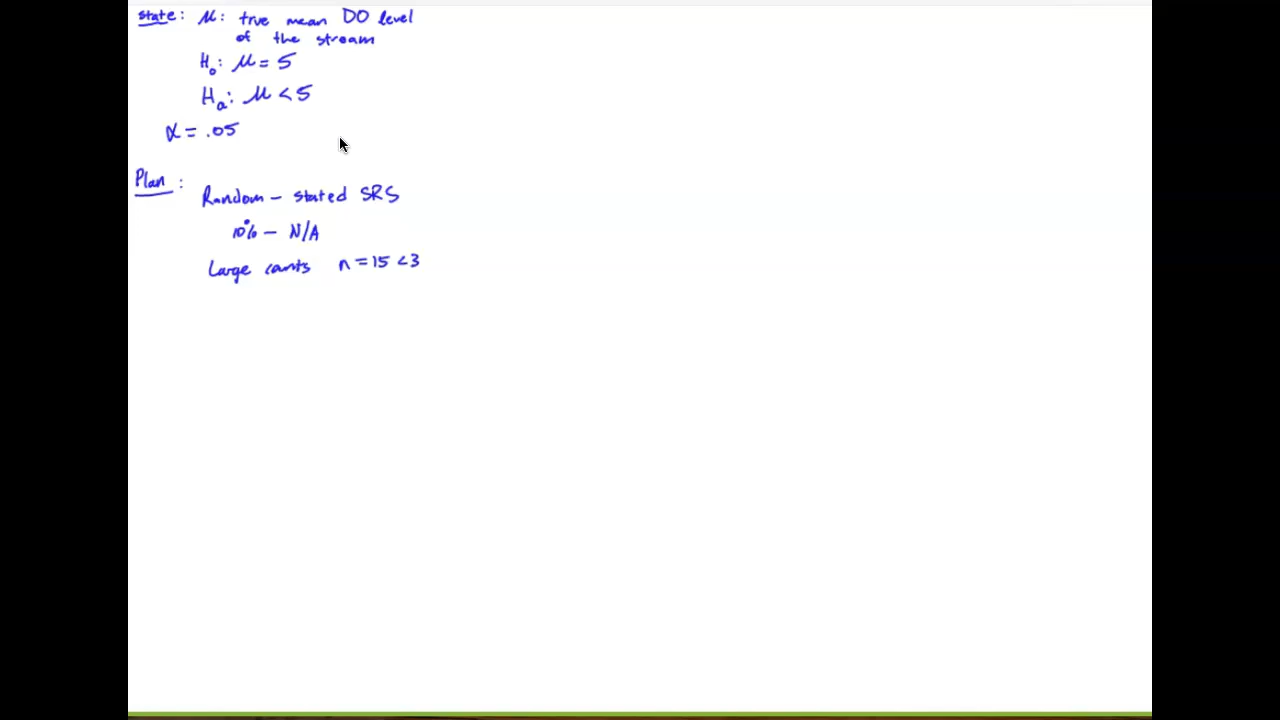 State: μ: true mean DO level
of the stream
H₀: μ = 5
Hₐ: μ < 5
α = .05
Plan:
Random - stated SRS
10% - N/A
Large counts n = 15 < 3